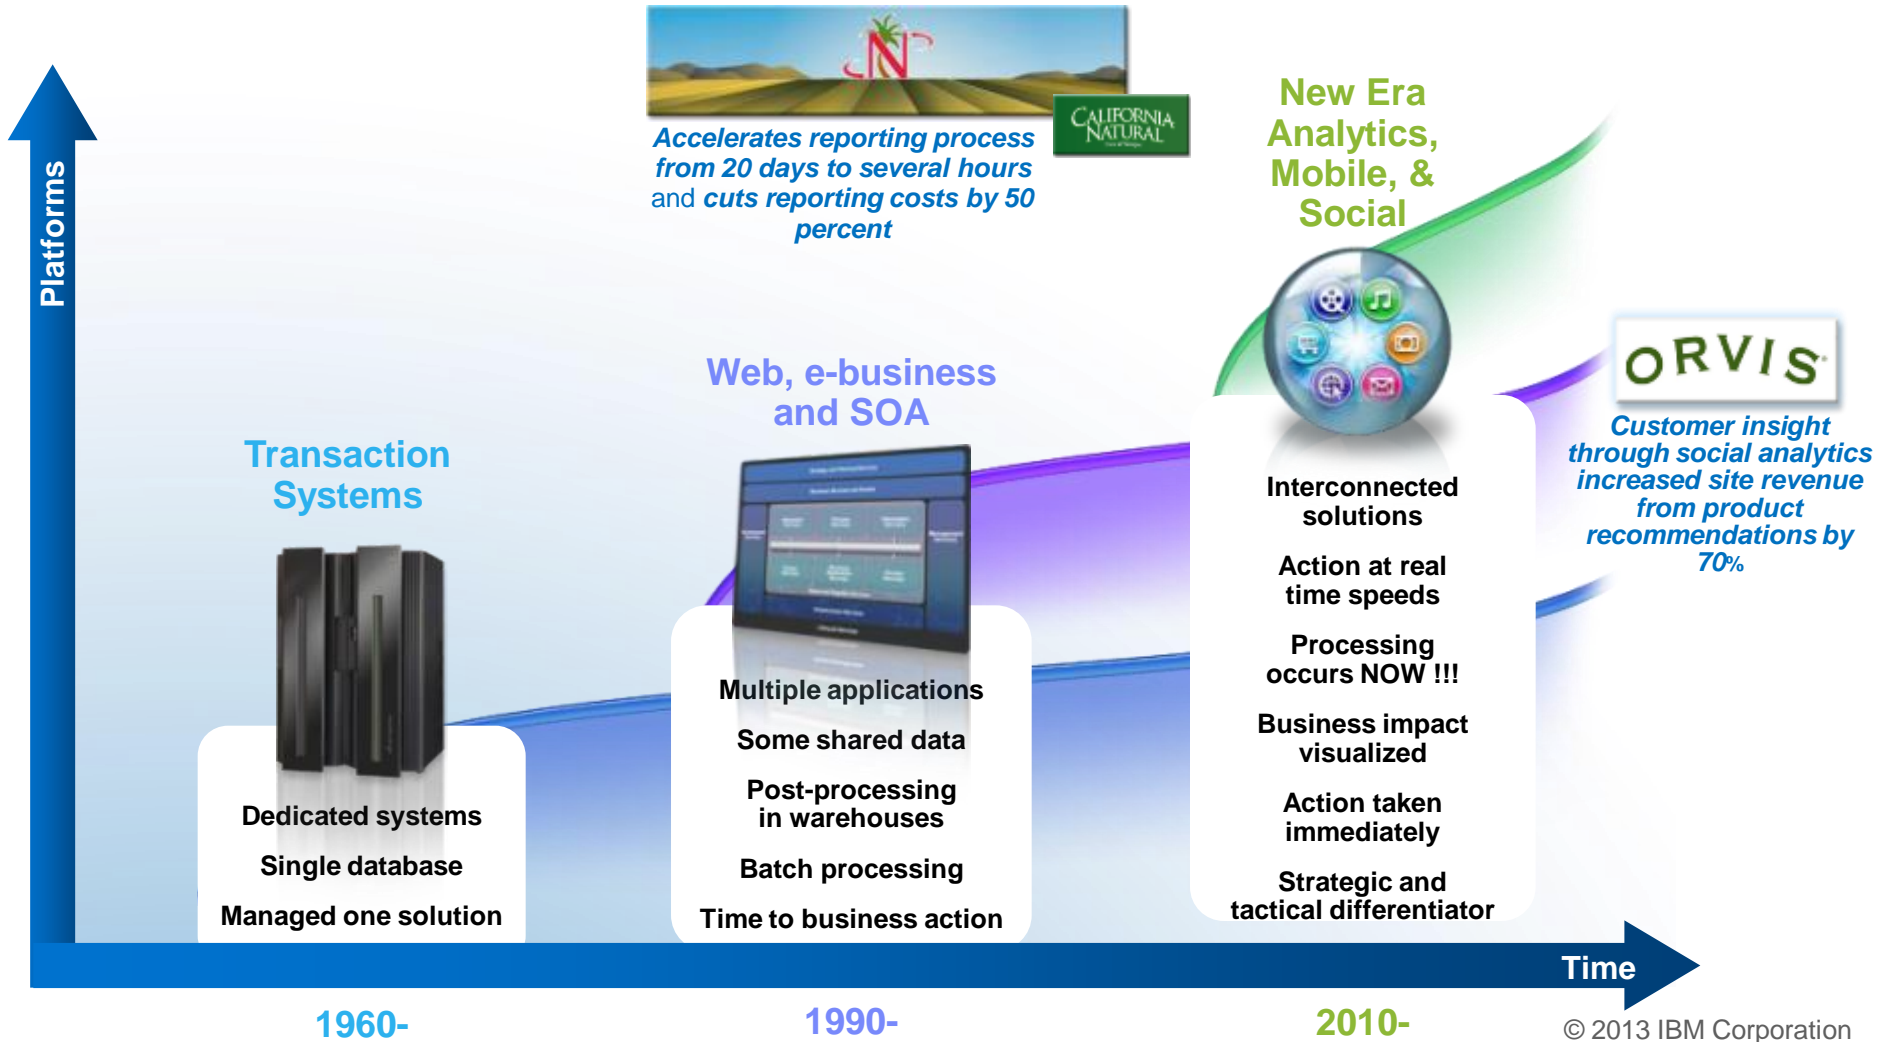 N
CALIFORNIA
NATURAL
Accelerates reporting process
from 20 days to several hours
and cuts reporting costs by 50
percent
New Era
Analytics,
Mobile, &
Social
Platforms
ORVIS
Customer insight
through social analytics
increased site revenue
from product
recommendations by
70%
Web, e-business
and SOA
Transaction
Systems
Dedicated systems
Single database
Managed one solution
Multiple applications
Some shared data
Post-processing
in warehouses
Batch processing
Time to business action
Interconnected
solutions
Action at real
time speeds
Processing
occurs NOW !!!
Business impact
visualized
Action taken
immediately
Strategic and
tactical differentiator
Time
1960-
1990-
2010-
© 2013 IBM Corporation